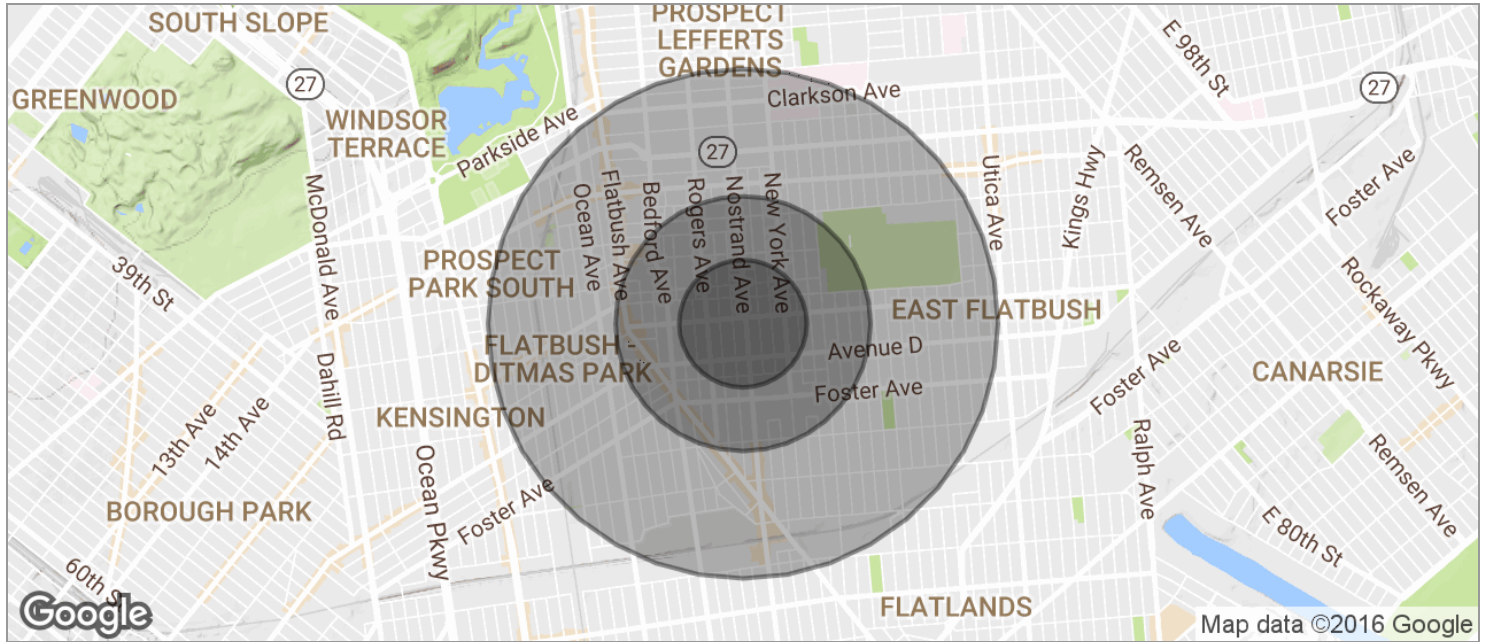 SOUTH SLOPE
PROSPECT
LEFFERTS
GARDENS
E 98th St
27
27
GREENWOOD
WINDSOR
TERRACE
Parkside Ave
Clarkson Ave
27
McDonald Ave
Ocean Ave
Flatbush Ave
Bedford Ave
Rogers Ave
Nostrand Ave
New York Ave
Utica Ave
Kings Hwy
Remsen Ave
Foster Ave
39th St
PROSPECT
PARK SOUTH
EAST FLATBUSH
Rockaway Pkwy
FLATBUSH -
DITMAS PARK
Avenue D
Foster Ave
Foster Ave
CANARSIE
Dahill Rd
KENSINGTON
13th Ave
14th Ave
Ocean Pkwy
Foster Ave
Ralph Ave
Remsen Ave
BOROUGH PARK
E 80th St
60th S
FLATLANDS
Google
Map data ©2016 Google